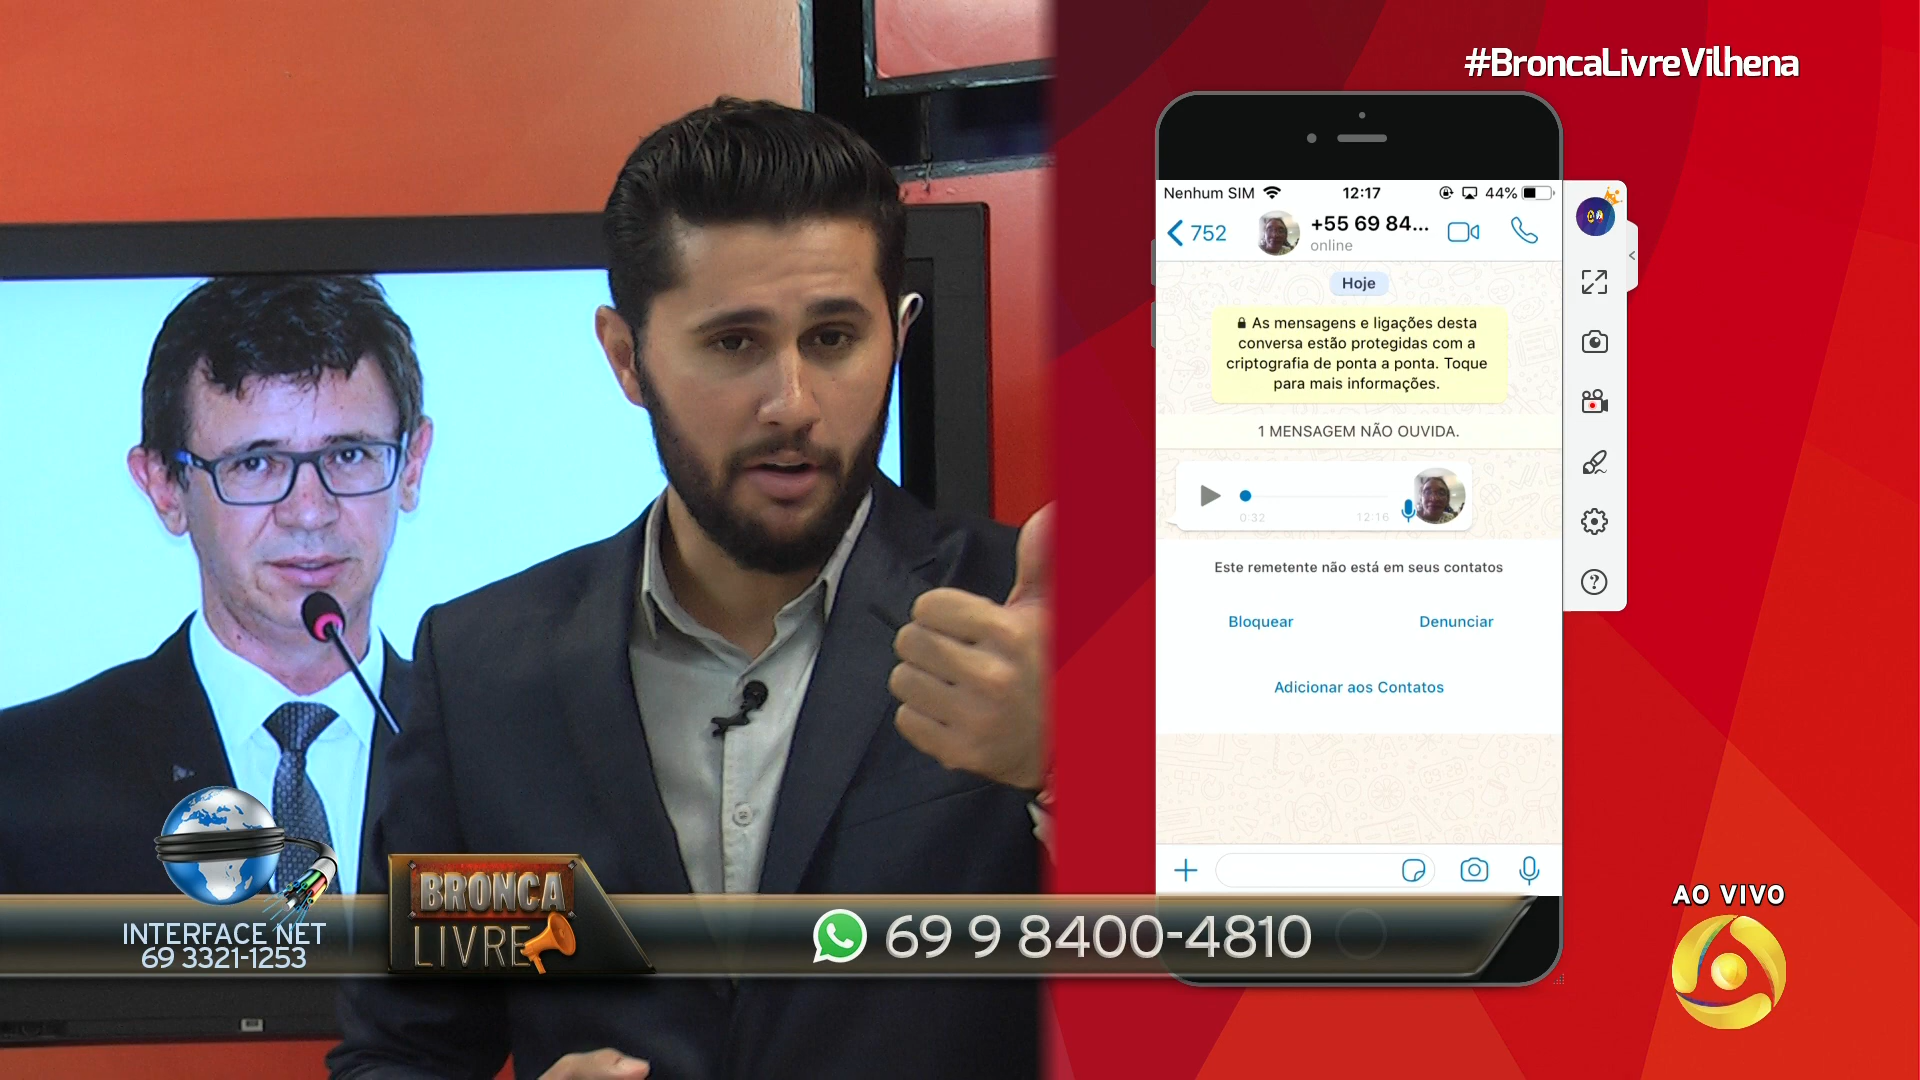 #BroncaLivreVilhena
Nenhum SIM
12:17
44%
752
+55 69 84...
online
Hoje
As mensagens e ligações desta
conversa estão protegidas com a
criptografia de ponta a ponta. Toque
para mais informações.
1 MENSAGEM NÃO OUVIDA.
0:32
12:16
Este remetente não está em seus contatos
Bloquear
Denunciar
Adicionar aos Contatos
INTERFACE NET
69 3321-1253
BRONCA
LIVRE
69 9 8400-4810
AO VIVO